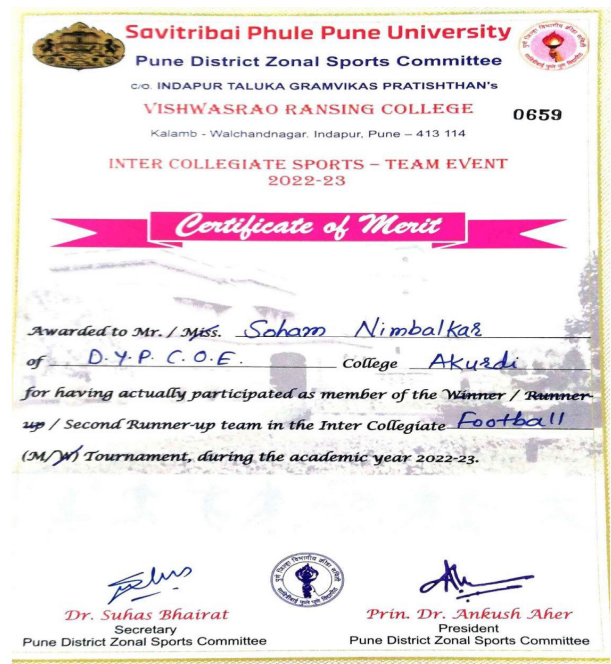 Savitribai Phule Pune University
Pune District Zonal Sports Committee
C/O. INDAPUR TALUKA GRAMVIKAS PRATISHTHAN's
VISHWASRAO RANSING COLLEGE
0659
Kalamb - Walchandnagar. Indapur, Pune – 413 114
INTER COLLEGIATE SPORTS – TEAM EVENT
2022-23
Certificate of Merit
Awarded to Mr. / Miss. Soham Nimbalkar
of D.Y.P. C.O.E. College Akurdi
for having actually participated as member of the Winner / Runner-
up / Second Runner-up team in the Inter Collegiate Football
(M/W) Tournament, during the academic year 2022-23.
Dr. Suhas Bhairat
Secretary
Pune District Zonal Sports Committee
Prin. Dr. Ankush Aher
President
Pune District Zonal Sports Committee